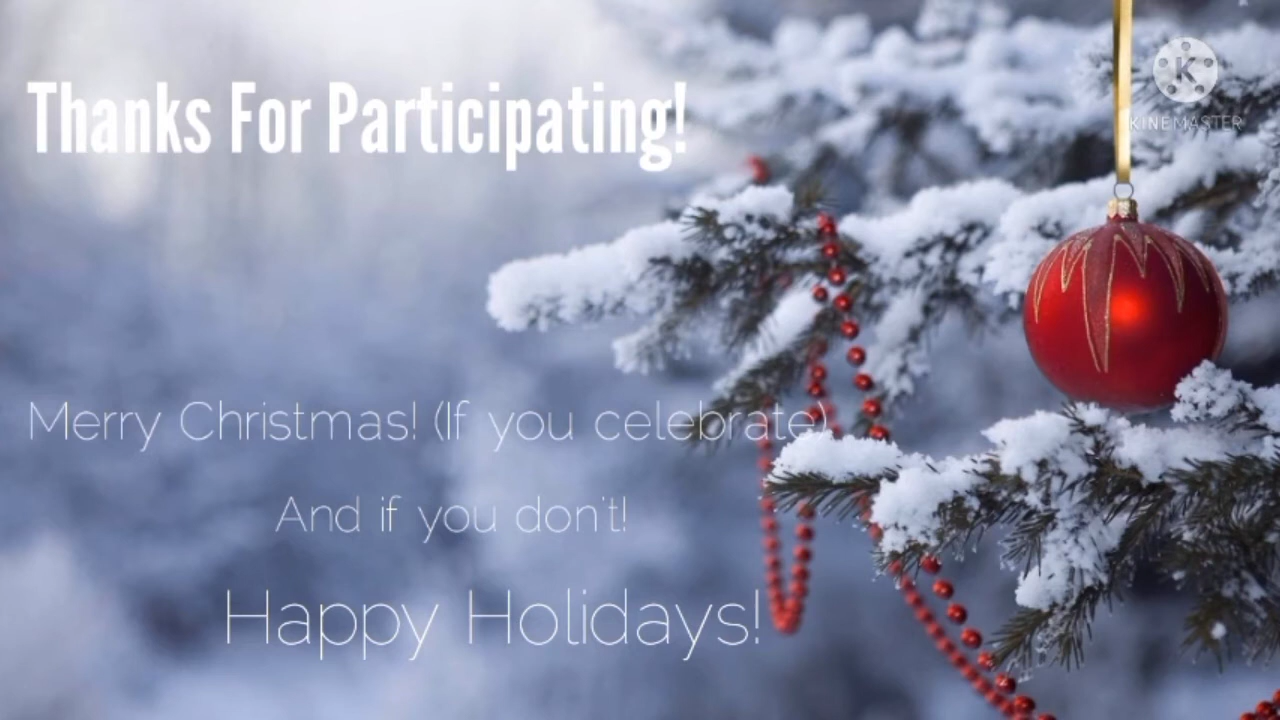 Thanks For Participating!
K
KINEMASTER
Merry Christmas! (If you celebrate)
And if you don't!
Happy Holidays!